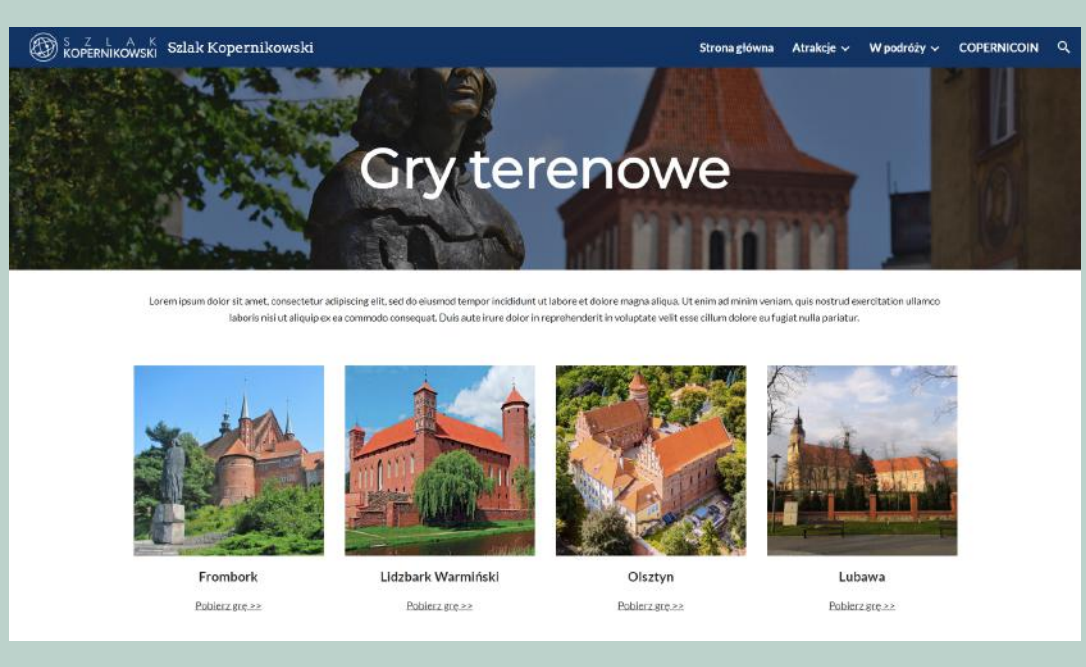 SZLAK
KOPERNIKOWSKI
Szlak Kopernikowski
Strona główna Atrakcje W podróży COPERNICOIN
Gry terenowe
Lorem ipsum dolor sit amet, consectetur adipiscing elit, sed do eiusmod tempor incididunt ut labore et dolore magna aliqua. Ut enim ad minim veniam, quis nostrud exercitation ullamco
laboris nisi ut aliquip ex ea commodo consequat. Duis aute irure dolor in reprehenderit in voluptate velit esse cillum dolore eu fugiat nulla pariatur.
Frombork Lidzbark Warmiński Olsztyn Lubawa
Pobierz grę >> Pobierz grę >> Pobierz grę >> Pobierz grę >>